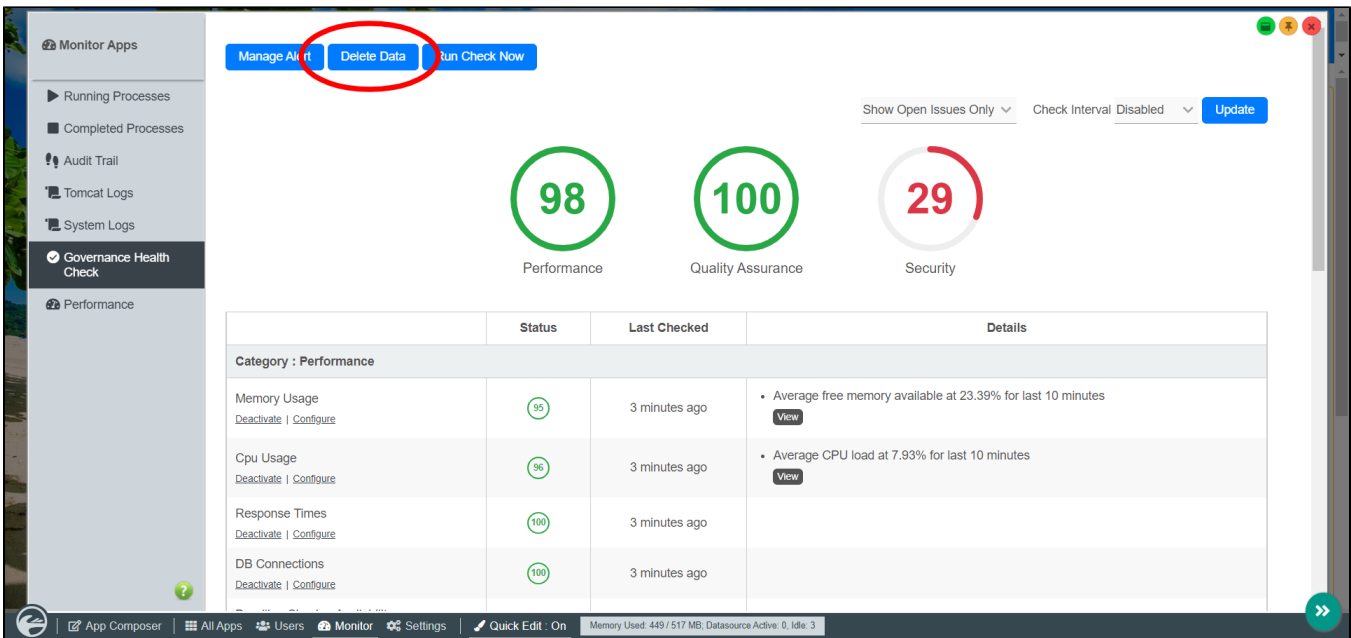 Monitor Apps
Running Processes
Completed Processes
Audit Trail
Tomcat Logs
System Logs
Governance Health
Check
Performance
Manage Alert Delete Data Run Check Now
Show Open Issues Only Check Interval Disabled Update
98 100 29
Performance Quality Assurance Security
Status Last Checked Details
Category : Performance
Memory Usage
Deactivate | Configure
95 3 minutes ago
• Average free memory available at 23.39% for last 10 minutes
View
Cpu Usage
Deactivate | Configure
96 3 minutes ago
• Average CPU load at 7.93% for last 10 minutes
View
Response Times
Deactivate | Configure
100 3 minutes ago
DB Connections
Deactivate | Configure
100 3 minutes ago
?
App Composer | All Apps Users Monitor Settings | Quick Edit : On Memory Used: 449 / 517 MB; Datasource Active: 0, Idle: 3